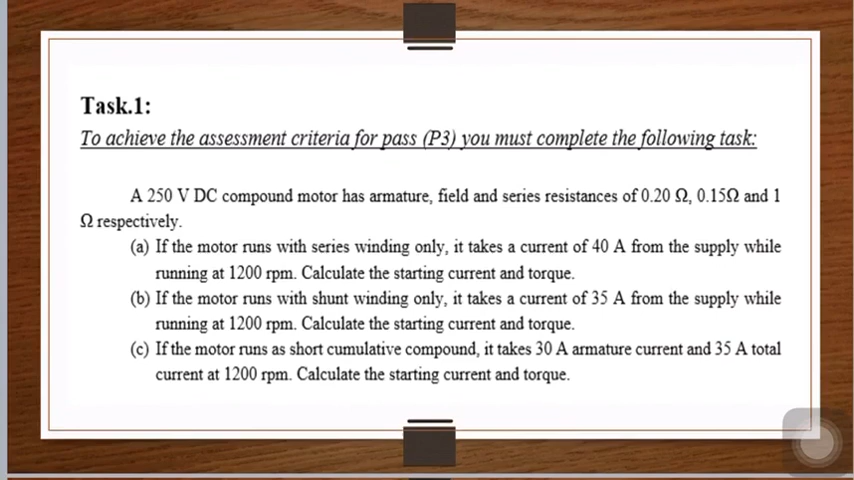 Task.1:
To achieve the assessment criteria for pass (P3) you must complete the following task:
A 250 V DC compound motor has armature, field and series resistances of 0.20 Ω, 0.15Ω and 1
Ω respectively.
(a) If the motor runs with series winding only, it takes a current of 40 A from the supply while
running at 1200 rpm. Calculate the starting current and torque.
(b) If the motor runs with shunt winding only, it takes a current of 35 A from the supply while
running at 1200 rpm. Calculate the starting current and torque.
(c) If the motor runs as short cumulative compound, it takes 30 A armature current and 35 A total
current at 1200 rpm. Calculate the starting current and torque.